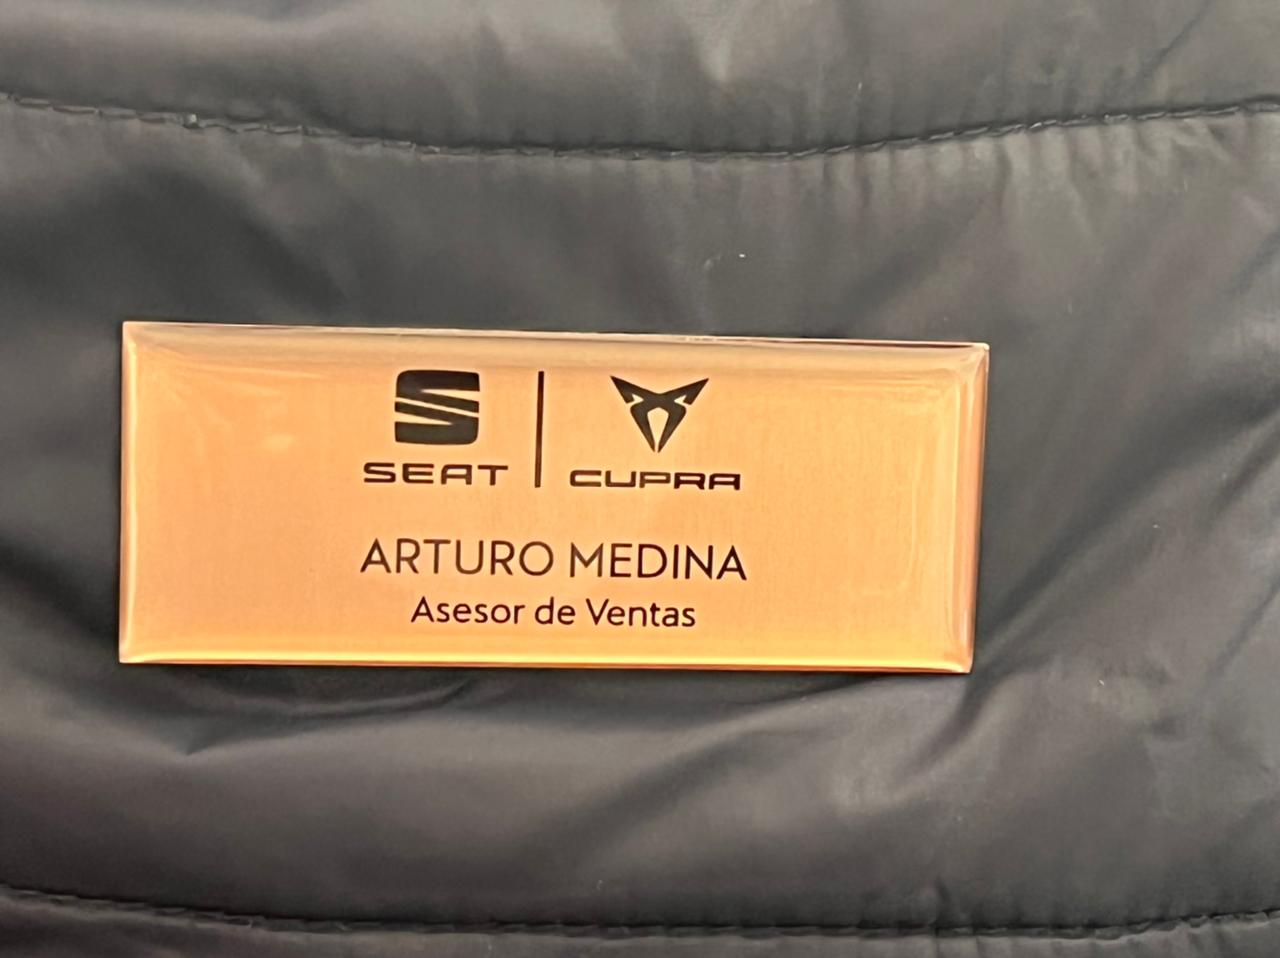 SEAT | CUPRA
ARTURO MEDINA
Asesor de Ventas